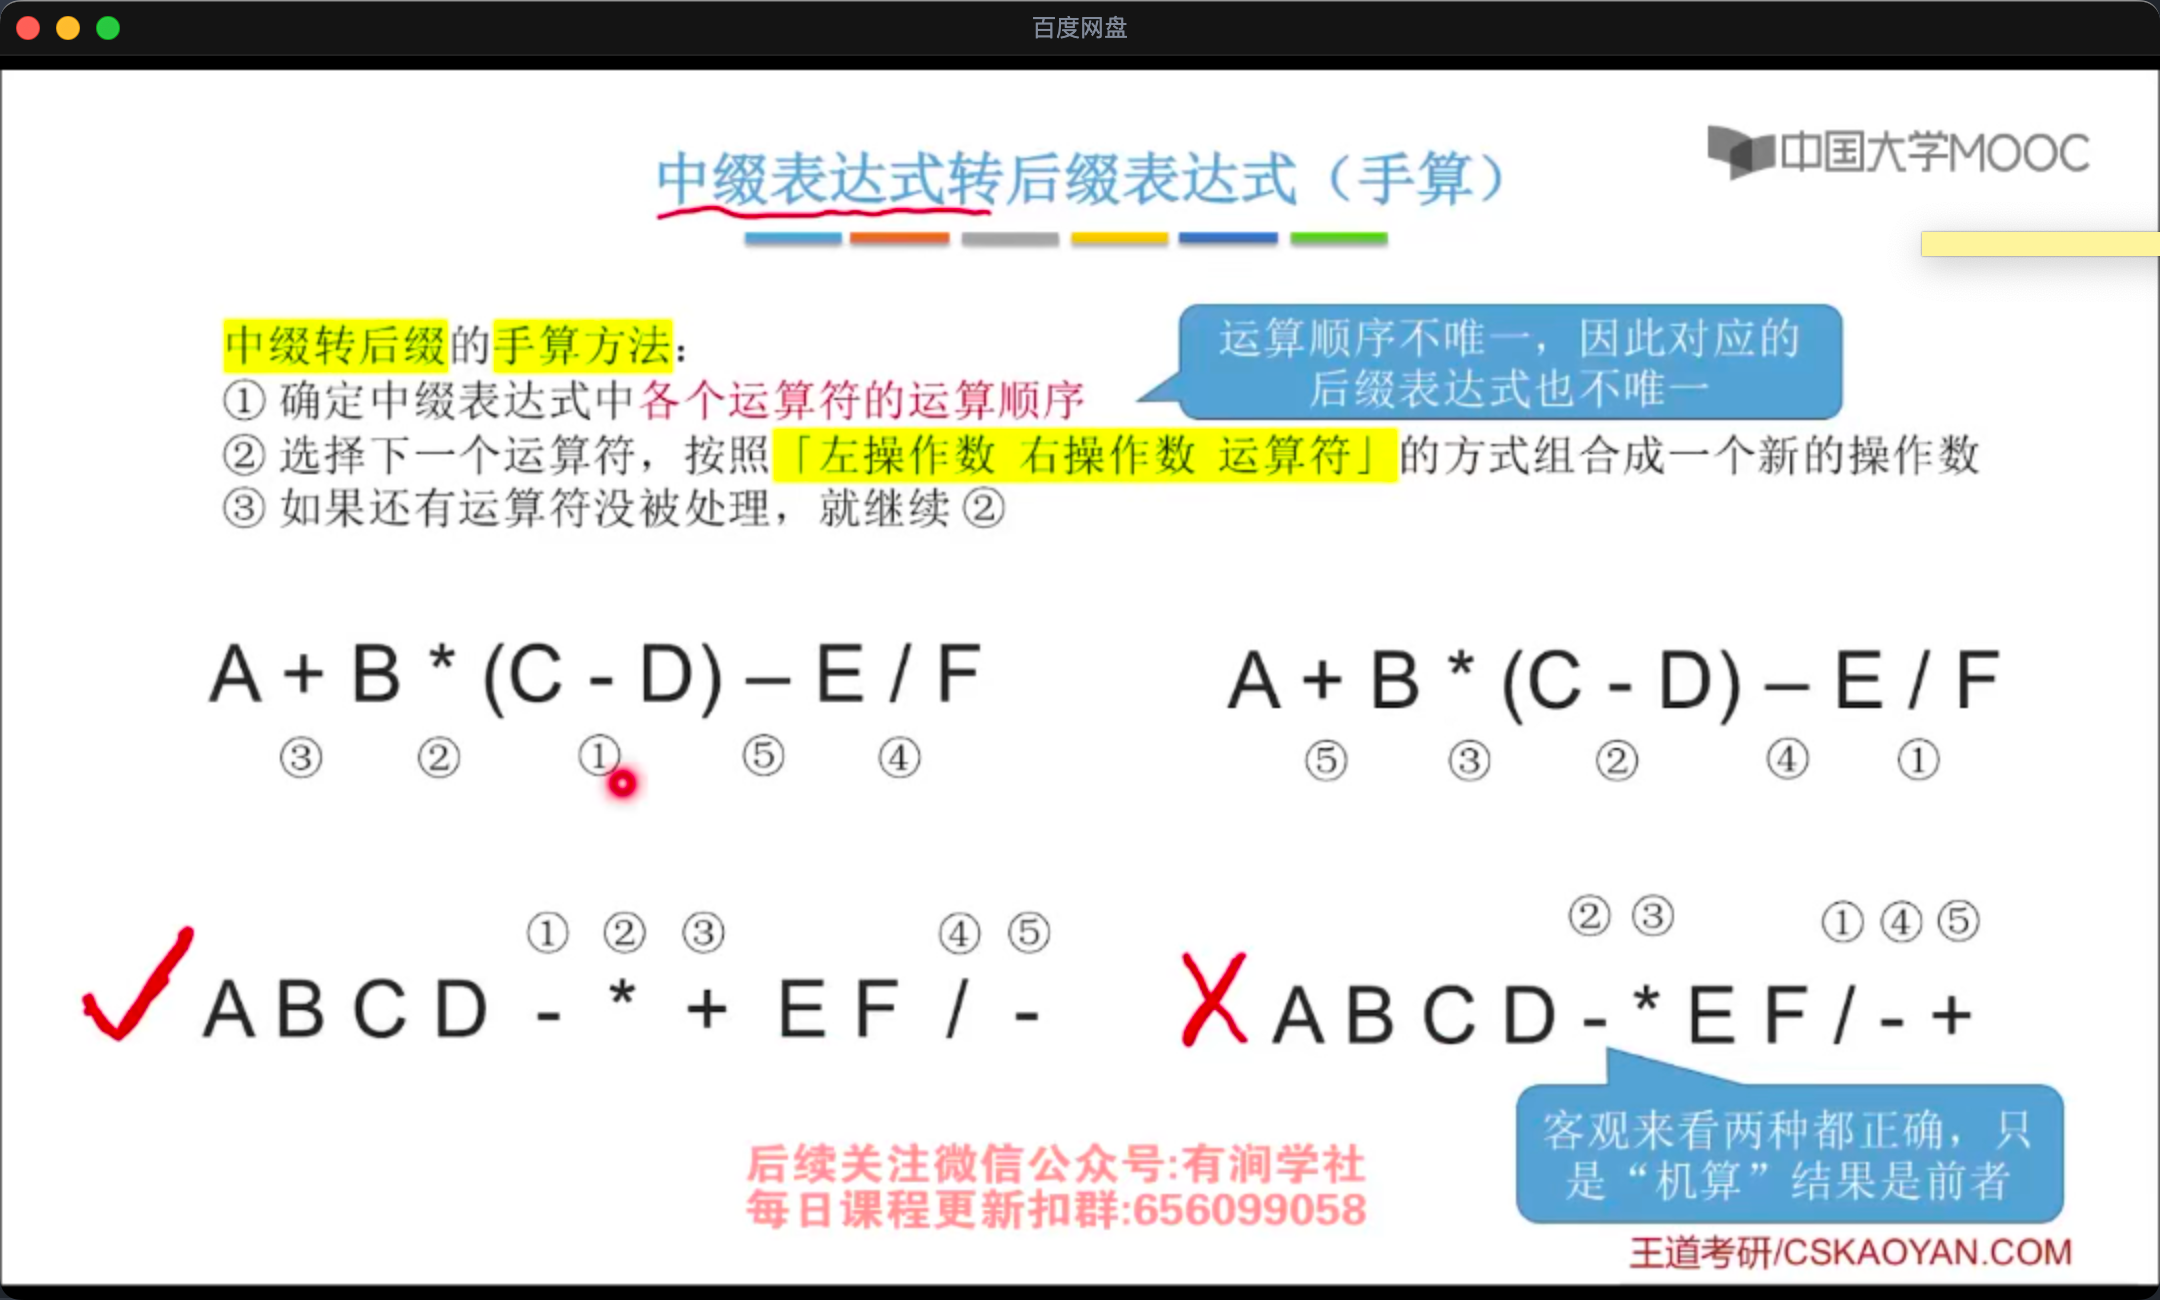 百度网盘
中国大学MOOC
中缀表达式转后缀表达式（手算）
中缀转后缀的手算方法：
① 确定中缀表达式中各个运算符的运算顺序
运算顺序不唯一，因此对应的
后缀表达式也不唯一
② 选择下一个运算符，按照「左操作数 右操作数 运算符」的方式组合成一个新的操作数
③ 如果还有运算符没被处理，就继续 ②
A + B * (C - D) – E / F
③ ② ① ⑤ ④
A + B * (C - D) – E / F
⑤ ③ ② ④ ①
① ② ③ ④ ⑤
A B C D - * + E F / -
② ③ ① ④ ⑤
A B C D - * E F / - +
客观来看两种都正确，只
是“机算”结果是前者
后续关注微信公众号:有涧学社
每日课程更新扣群:656099058
王道考研/CSKAOYAN.COM